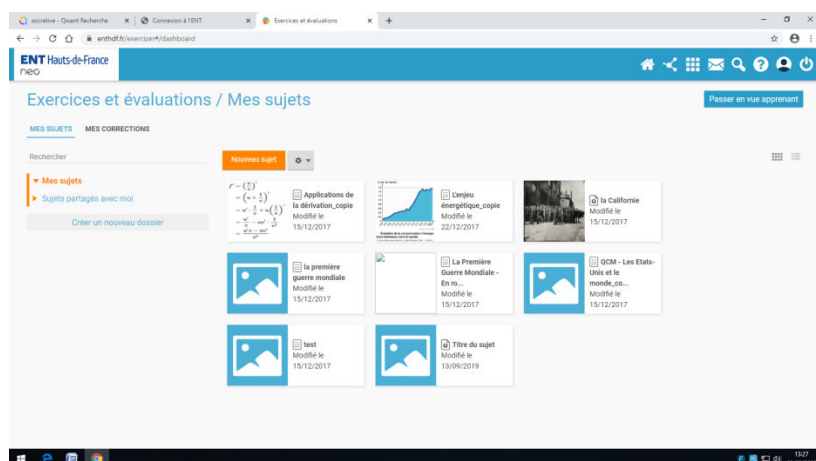 socrative - Qwant Recherche
Connexion à l'ENT
Exercices et évaluations
enthdf.fr/exercizer#/dashboard
ENT Hauts-de-France
neo
Exercices et évaluations / Mes sujets
Passer en vue apprenant
MES SUJETS MES CORRECTIONS
Rechercher
Nouveau sujet
Mes sujets
Sujets partagés avec moi
Créer un nouveau dossier
Applications de
la dérivation_copie
Modifié le
15/12/2017
L'enjeu
énergétique_copie
Modifié le
22/12/2017
la Californie
Modifié le
15/12/2017
la première
guerre mondiale
Modifié le
15/12/2017
La Première
Guerre Mondiale -
En ro...
Modifié le
15/12/2017
QCM - Les Etats-
Unis et le
monde_co...
Modifié le
15/12/2017
test
Modifié le
15/12/2017
Titre du sujet
Modifié le
13/09/2019
13:27